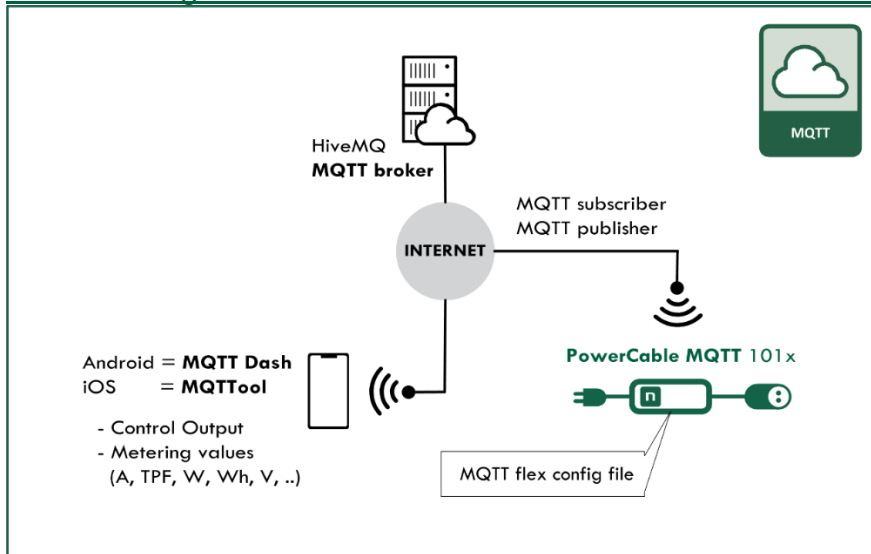 MQTT
HiveMQ
MQTT broker
MQTT subscriber
MQTT publisher
INTERNET
Android = MQTT Dash
iOS = MQTTool
- Control Output
- Metering values
(A, TPF, W, Wh, V, ..)
PowerCable MQTT 101x
n
MQTT flex config file